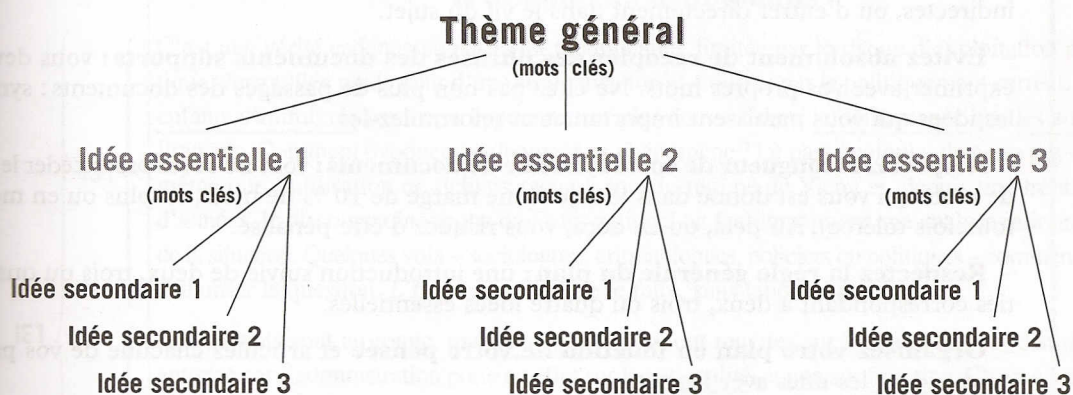 Thème général
(mots clés)
Idée essentielle 1 Idée essentielle 2 Idée essentielle 3
(mots clés) (mots clés) (mots clés)
Idée secondaire 1 Idée secondaire 1 Idée secondaire 1
Idée secondaire 2 Idée secondaire 2 Idée secondaire 2
Idée secondaire 3 Idée secondaire 3 Idée secondaire 3